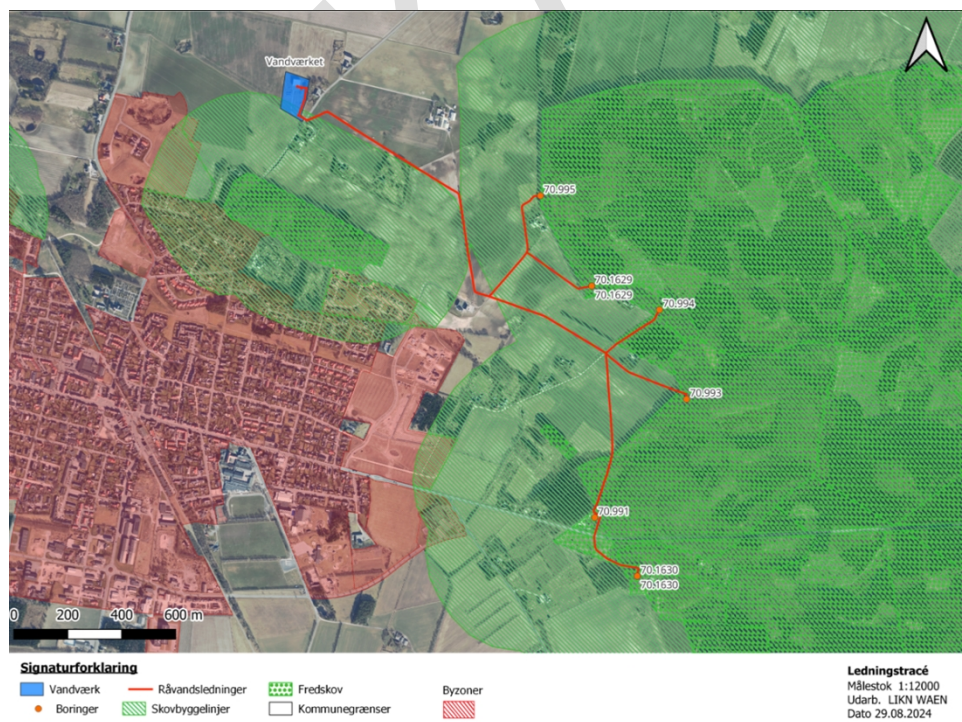 Vandværket
70.995
70.1629
70.1629
70.994
70.993
70.991
70.1630
70.1630
0 200 400 600 m
Signaturforklaring
Vandværk
Råvandsledninger
Fredskov
Byzoner
Boringer
Skovbyggelinjer
Kommunegrænser
Ledningstracé
Målestok 1:12000
Udarb. LIKN WAEN
Dato 29.08.2024